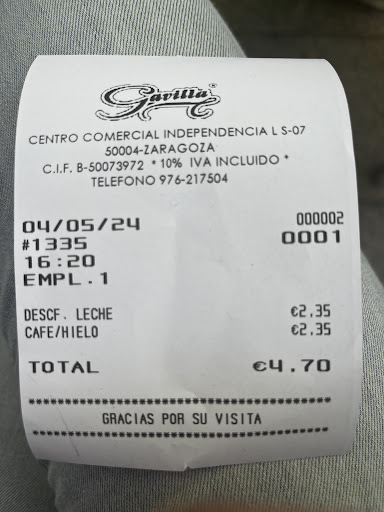 Gavilla
CENTRO COMERCIAL INDEPENDENCIA L S-07
50004-ZARAGOZA
C.I.F. B-50073972 *10% IVA INCLUIDO *
TELEFONO 976-217504
04/05/24 000002
#1335 0001
16:20
EMPL.1
DESCF. LECHE €2,35
CAFE/HIELO €2,35
TOTAL €4.70
********************************
GRACIAS POR SU VISITA
********************************